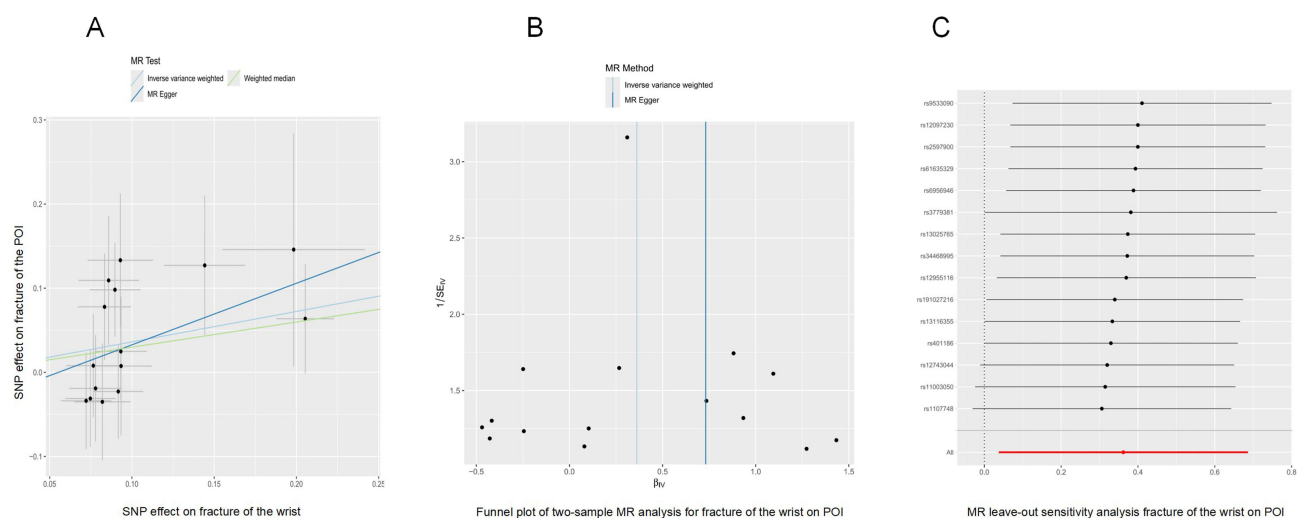 A
MR Test
Inverse variance weighted
Weighted median
MR Egger
SNP effect on fracture of the POI
0.3
0.2
0.1
0.0
−0.1
0.05
0.10
0.15
0.20
0.25
SNP effect on fracture of the wrist
B
MR Method
Inverse variance weighted
MR Egger
1/SEIV
3.0
2.5
2.0
1.5
−0.5
0.0
0.5
1.0
1.5
βIV
Funnel plot of two-sample MR analysis for fracture of the wrist on POI
C
rs9533090
rs12097230
rs2597900
rs61635329
rs6956946
rs3779381
rs13025765
rs34468995
rs12955116
rs191027216
rs13116355
rs401186
rs12743044
rs11003050
rs1107748
All
0.0
0.2
0.4
0.6
0.8
MR leave-out sensitivity analysis fracture of the wrist on POI